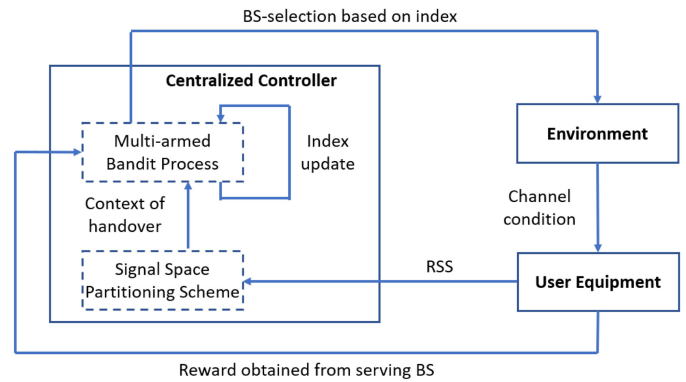 BS-selection based on index
Centralized Controller
Multi-armed
Bandit Process
Index
update
Environment
Context of
handover
Channel
condition
Signal Space
Partitioning Scheme
RSS
User Equipment
Reward obtained from serving BS